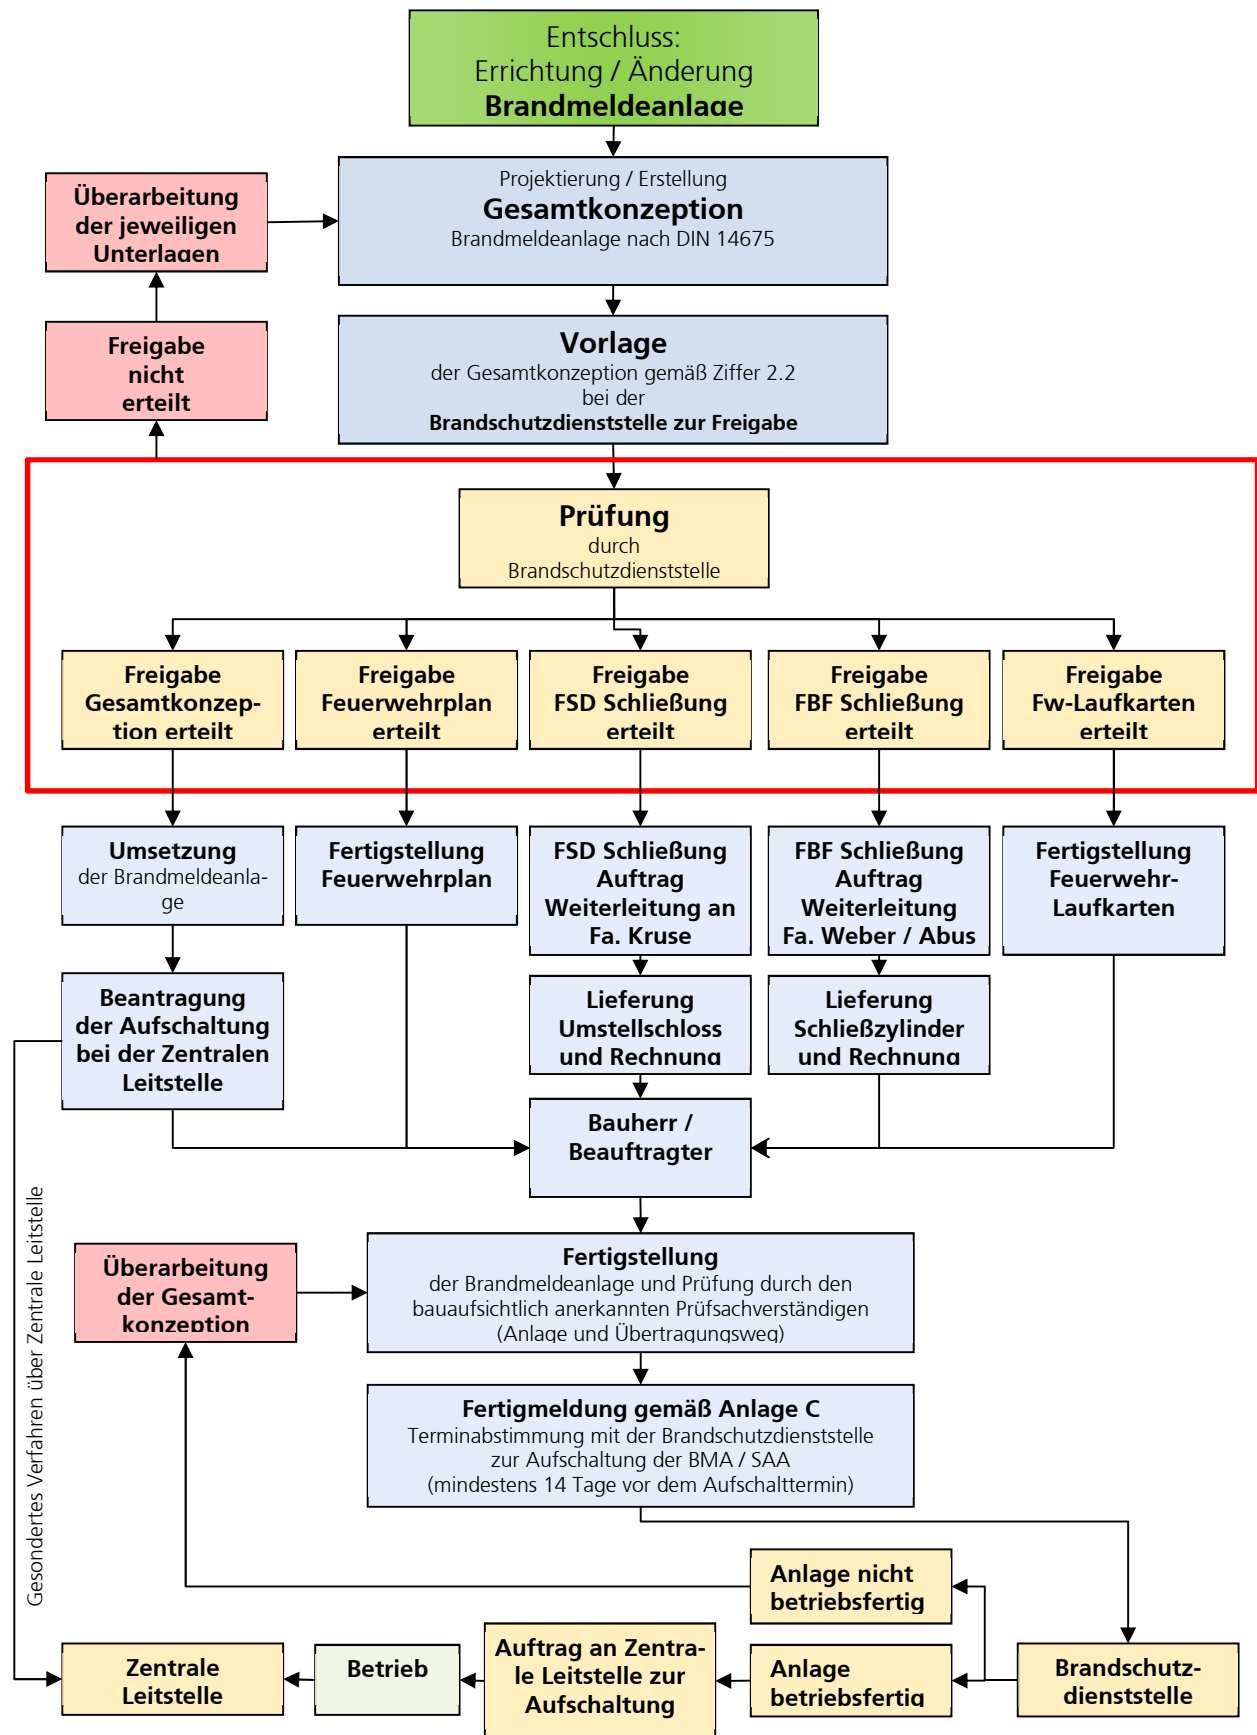 Entschluss:
Errichtung / Änderung
Brandmeldeanlage
Projektierung / Erstellung
Gesamtkonzeption
Brandmeldeanlage nach DIN 14675
Überarbeitung
der jeweiligen
Unterlagen
Freigabe
nicht
erteilt
Vorlage
der Gesamtkonzeption gemäß Ziffer 2.2
bei der
Brandschutzdienststelle zur Freigabe
Prüfung
durch
Brandschutzdienststelle
Freigabe
Gesamtkonzep-
tion erteilt
Freigabe
Feuerwehrplan
erteilt
Freigabe
FSD Schließung
erteilt
Freigabe
FBF Schließung
erteilt
Freigabe
Fw-Laufkarten
erteilt
Umsetzung
der Brandmeldeanla-
ge
Fertigstellung
Feuerwehrplan
FSD Schließung
Auftrag
Weiterleitung an
Fa. Kruse
FBF Schließung
Auftrag
Weiterleitung
Fa. Weber / Abus
Fertigstellung
Feuerwehr-
Laufkarten
Beantragung
der Aufschaltung
bei der Zentralen
Leitstelle
Lieferung
Umstellschloss
und Rechnung
Lieferung
Schließzylinder
und Rechnung
Bauherr /
Beauftragter
Gesondertes Verfahren über Zentrale Leitstelle
Überarbeitung
der Gesamt-
konzeption
Fertigstellung
der Brandmeldeanlage und Prüfung durch den
bauaufsichtlich anerkannten Prüfsachverständigen
(Anlage und Übertragungsweg)
Fertigmeldung gemäß Anlage C
Terminabstimmung mit der Brandschutzdienststelle
zur Aufschaltung der BMA / SAA
(mindestens 14 Tage vor dem Aufschalttermin)
Anlage nicht
betriebsfertig
Zentrale
Leitstelle
Betrieb
Auftrag an Zentra-
le Leitstelle zur
Aufschaltung
Anlage
betriebsfertig
Brandschutz-
dienststelle